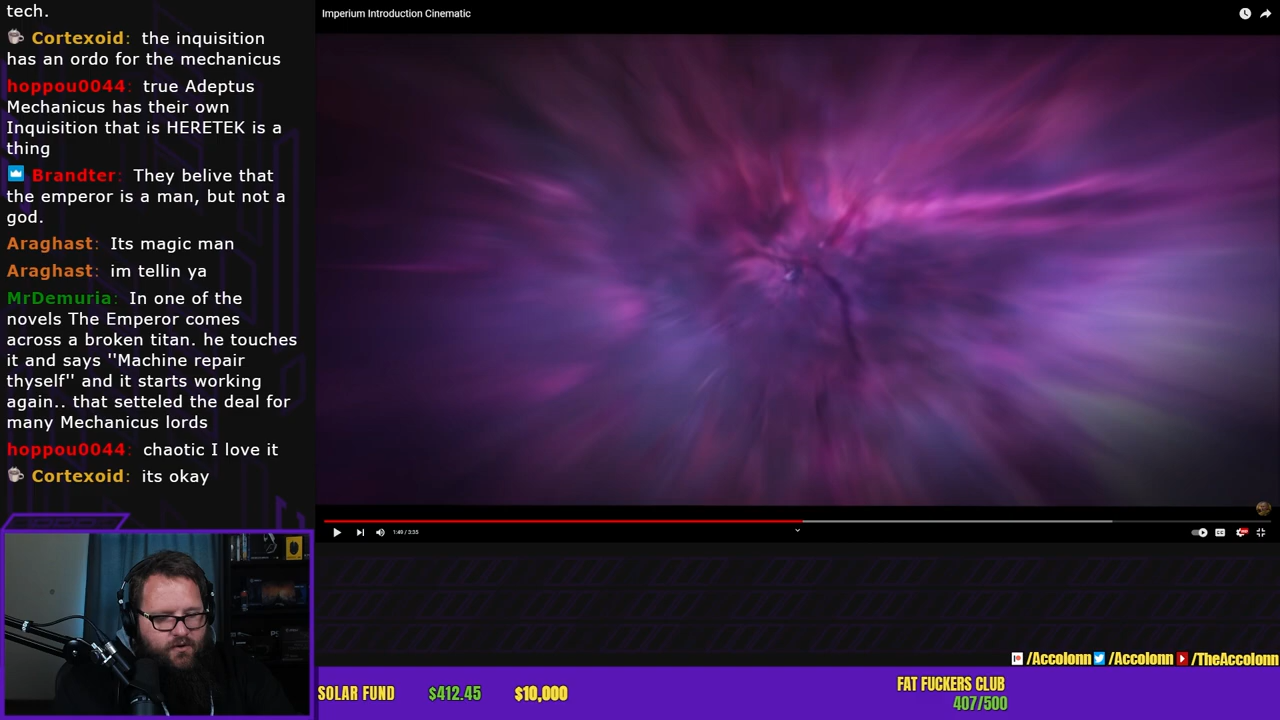 tech.
Cortexoid: the inquisition
has an ordo for the mechanicus
hoppou0044: true Adeptus
Mechanicus has their own
Inquisition that is HERETEK is a
thing
Brandter: They belive that
the emperor is a man, but not a
god.
Araghast: Its magic man
Araghast: im tellin ya
MrDemuria: In one of the
novels The Emperor comes
across a broken titan. he touches
it and says ''Machine repair
thyself'' and it starts working
again.. that setteled the deal for
many Mechanicus lords
hoppou0044: chaotic I love it
Cortexoid: its okay
Imperium Introduction Cinematic
1:49 / 3:35
/Accolonn /Accolonn /TheAccolonn
SOLAR FUND $412.45 $10,000
FAT FUCKERS CLUB
407/500